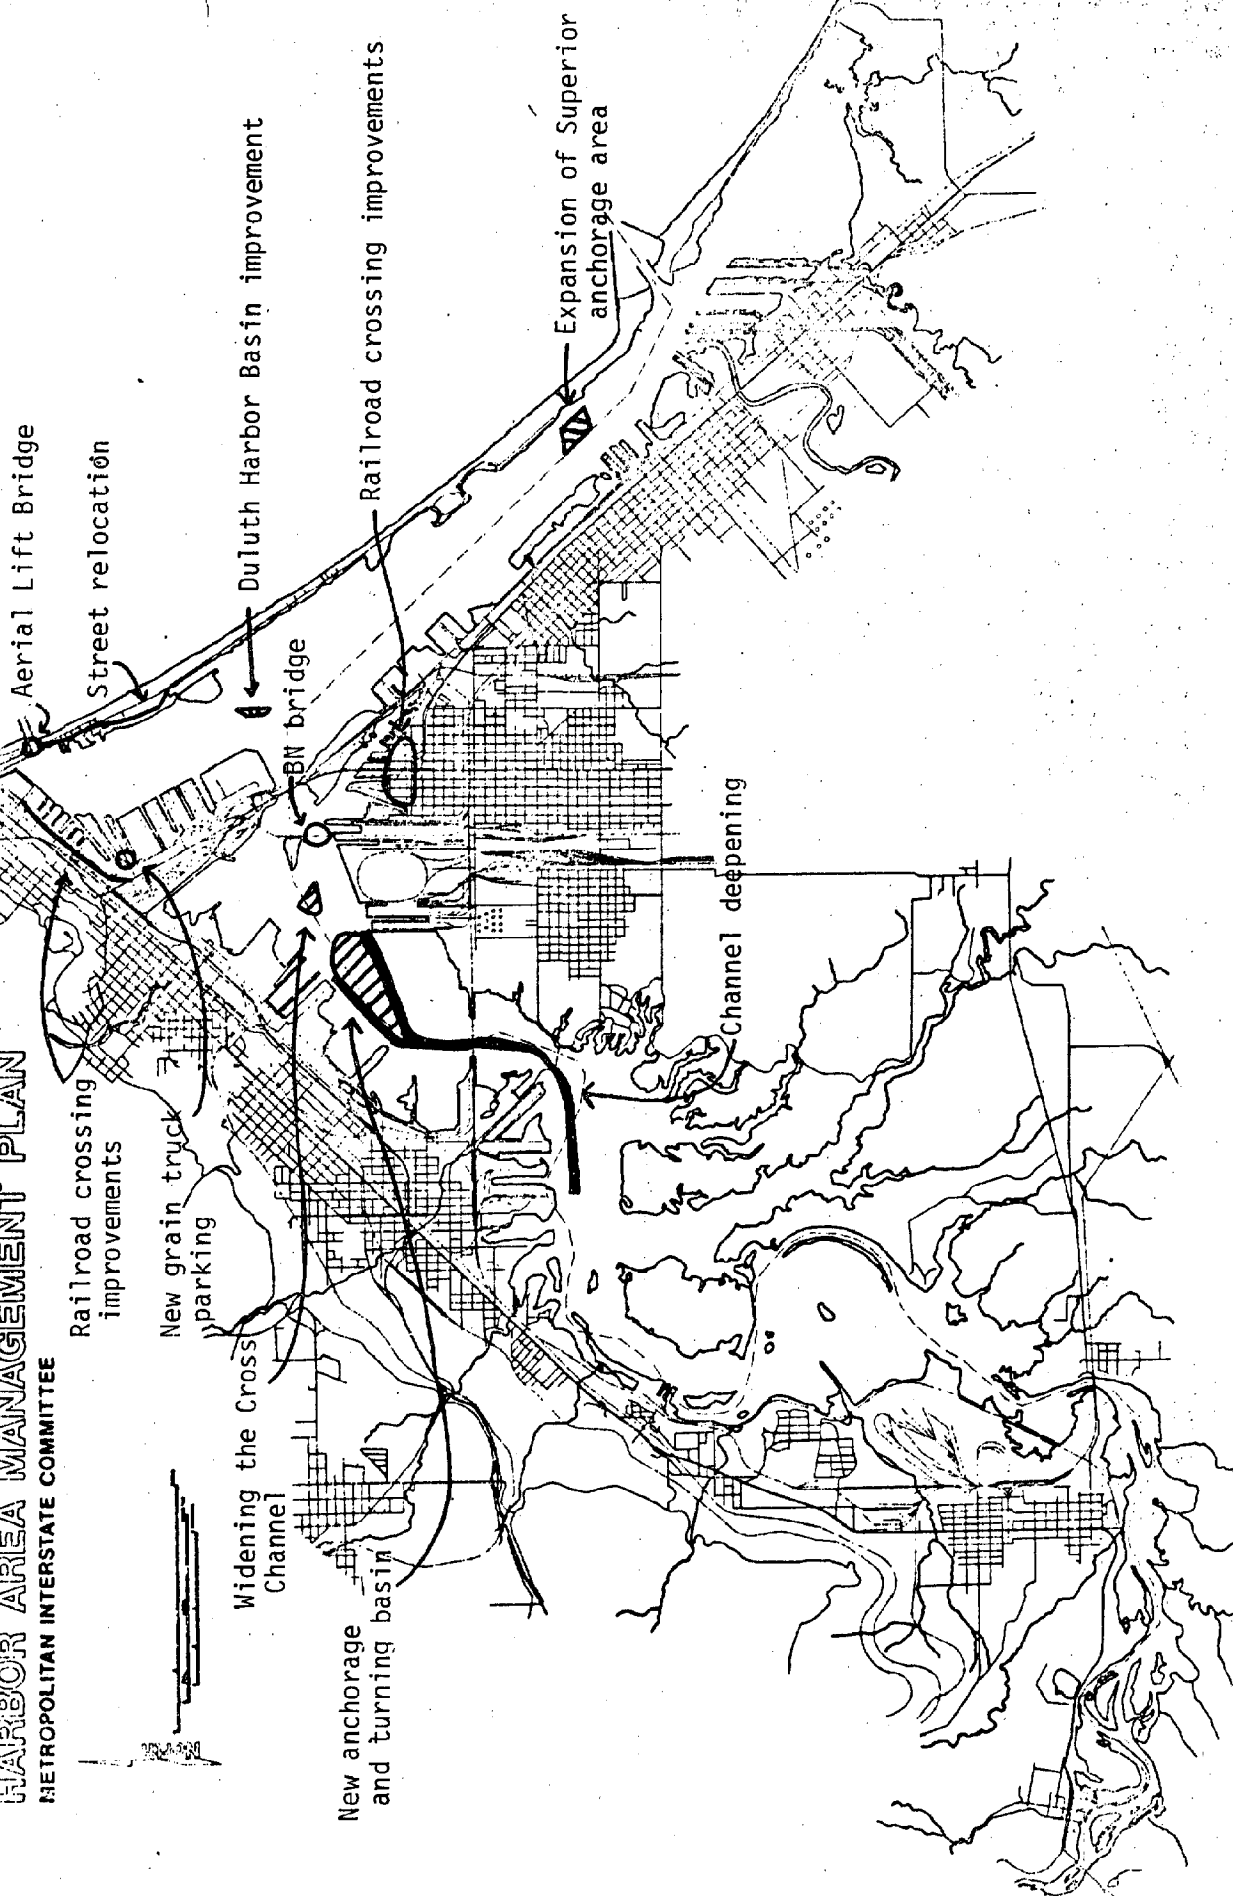 HARBOR AREA MANAGEMENT PLAN
METROPOLITAN INTERSTATE COMMITTEE
Railroad crossing
improvements
New grain truck
parking
Widening the Cross
Channel
New anchorage
and turning basin
Aerial Lift Bridge
Street relocation
Duluth Harbor Basin improvement
BN bridge
Railroad crossing improvements
Expansion of Superior
anchorage area
Channel deepening